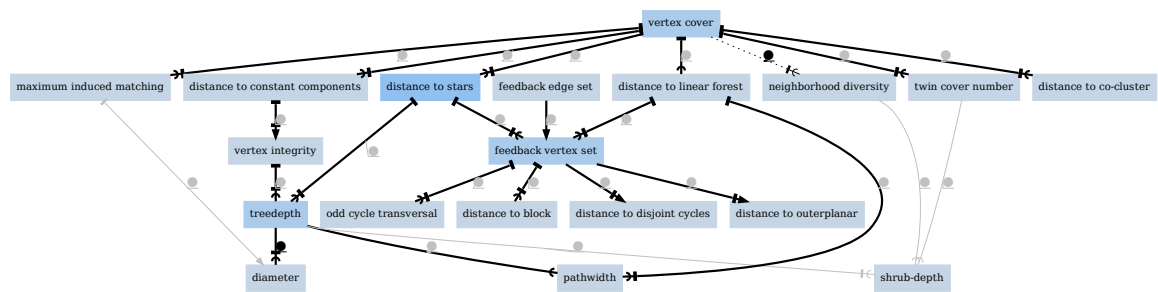 vertex cover
maximum induced matching
distance to constant components
distance to stars
feedback edge set
distance to linear forest
neighborhood diversity
twin cover number
distance to co-cluster
vertex integrity
feedback vertex set
treedepth
odd cycle transversal
distance to block
distance to disjoint cycles
distance to outerplanar
diameter
pathwidth
shrub-depth